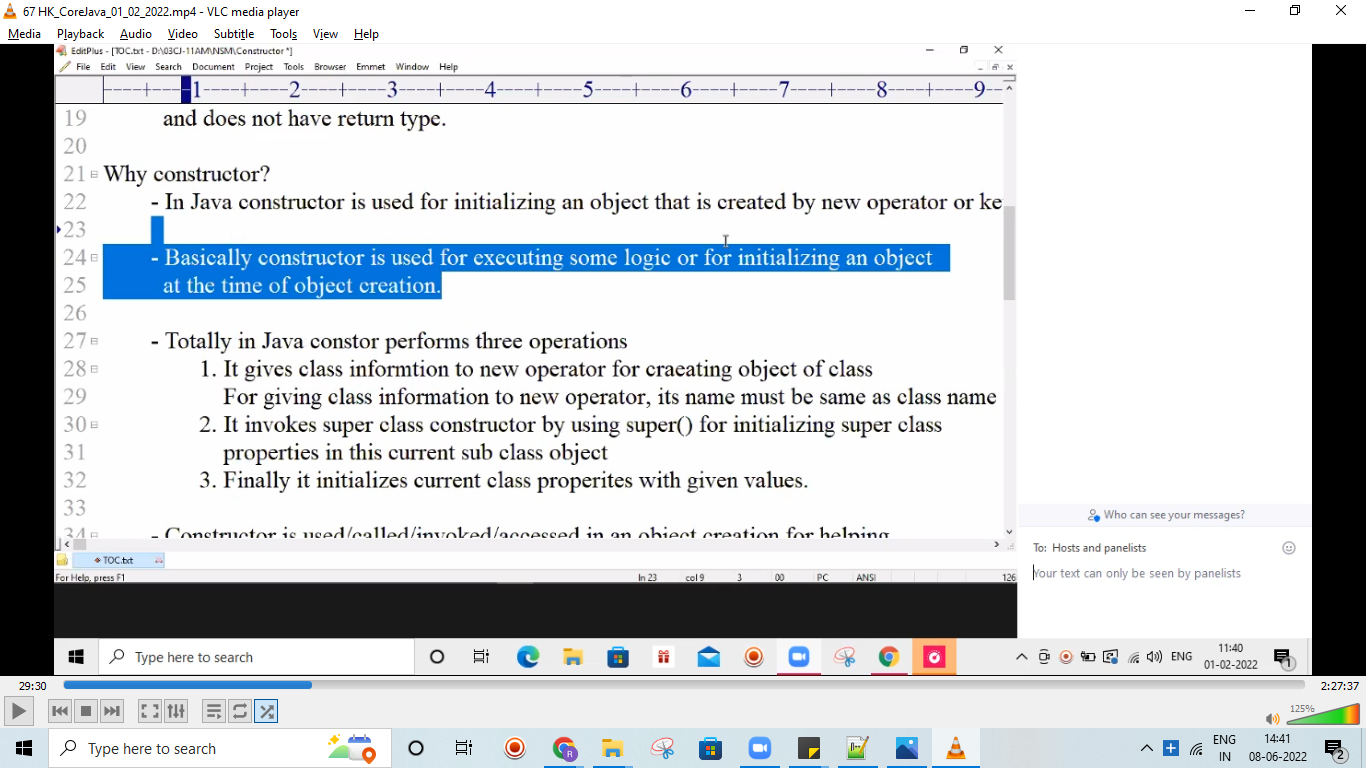 67 HK_CoreJava_01_02_2022.mp4 - VLC media player
Media Playback Audio Video Subtitle Tools View Help
EditPlus - [TOC.txt - D:\03CJ-11AM\NSM\Constructor *]
File Edit View Search Document Project Tools Browser Emmet Window Help
----+----1----+----2----+----3----+----4----+----5----+----6----+----7----+----8----+----9--
19 and does not have return type.
20
21 Why constructor?
22 - In Java constructor is used for initializing an object that is created by new operator or ke
23
24 - Basically constructor is used for executing some logic or for initializing an object
25 at the time of object creation.
26
27 - Totally in Java constor performs three operations
28 1. It gives class informtion to new operator for craeating object of class
29 For giving class information to new operator, its name must be same as class name
30 2. It invokes super class constructor by using super() for initializing super class
31 properties in this current sub class object
32 3. Finally it initializes current class properites with given values.
33
34 - Constructor is used/called/invoked/accessed in an object creation for helping
Who can see your messages?
To: Hosts and panelists
Your text can only be seen by panelists
TOC.txt
For Help, press F1 ln 23 col 9 3 00 PC ANSI 126
Type here to search
ENG 11:40
01-02-2022
1
29:30 2:27:37
125%
Type here to search
ENG 14:41
IN 08-06-2022
2